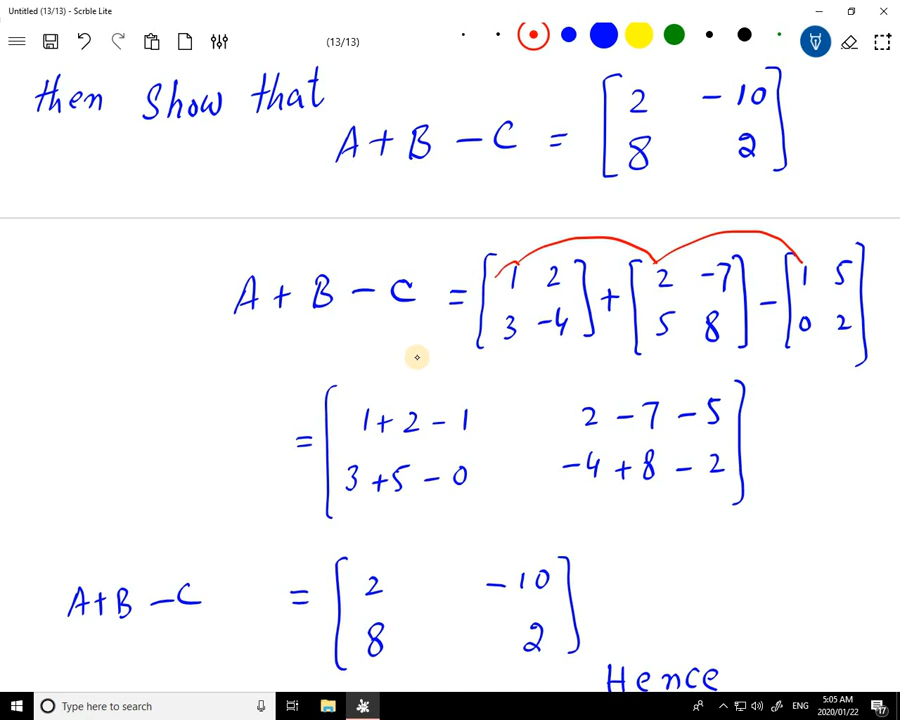 Untitled (13/13) - Scrble Lite
(13/13)
then Show that
A + B - C = [ 2 -10
8 2 ]
A + B - C = [ 1 2
3 -4 ] + [ 2 -7
5 8 ] - [ 1 5
0 2 ]
= [ 1 + 2 - 1 2 - 7 - 5
3 + 5 - 0 -4 + 8 - 2 ]
A + B - C = [ 2 -10
8 2 ]
Hence
Type here to search
ENG
5:05 AM
2020/01/22
17